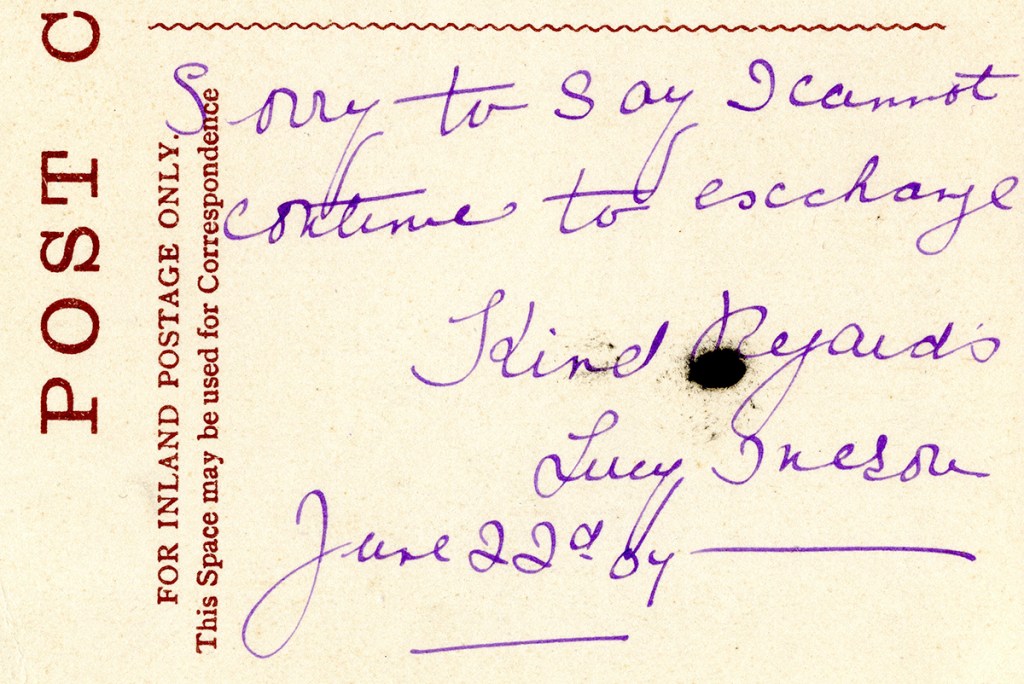 POST C
FOR INLAND POSTAGE ONLY.
This Space may be used for Correspondence
Sorry to say I cannot
continue to exchange
Kind Regards
Lucy Ineson
June 22d 04